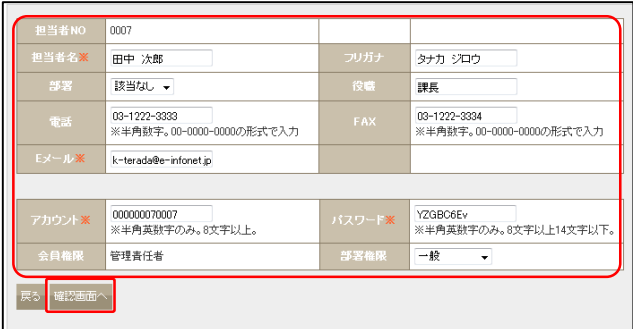 担当者NO 0007
担当者名※ 田中 次郎 フリガナ タナカ ジロウ
部署 該当なし 役職 課長
電話 03-1222-3333 FAX 03-1222-3334
※半角数字。00-0000-0000の形式で入力 ※半角数字。00-0000-0000の形式で入力
Eメール※ k-terada@e-infonet.jp
アカウント※ 000000070007 パスワード※ YZGBC6Ev
※半角英数字のみ。8文字以上。 ※半角英数字のみ。8文字以上14文字以下。
会員権限 管理責任者 部署権限 一般
戻る 確認画面へ